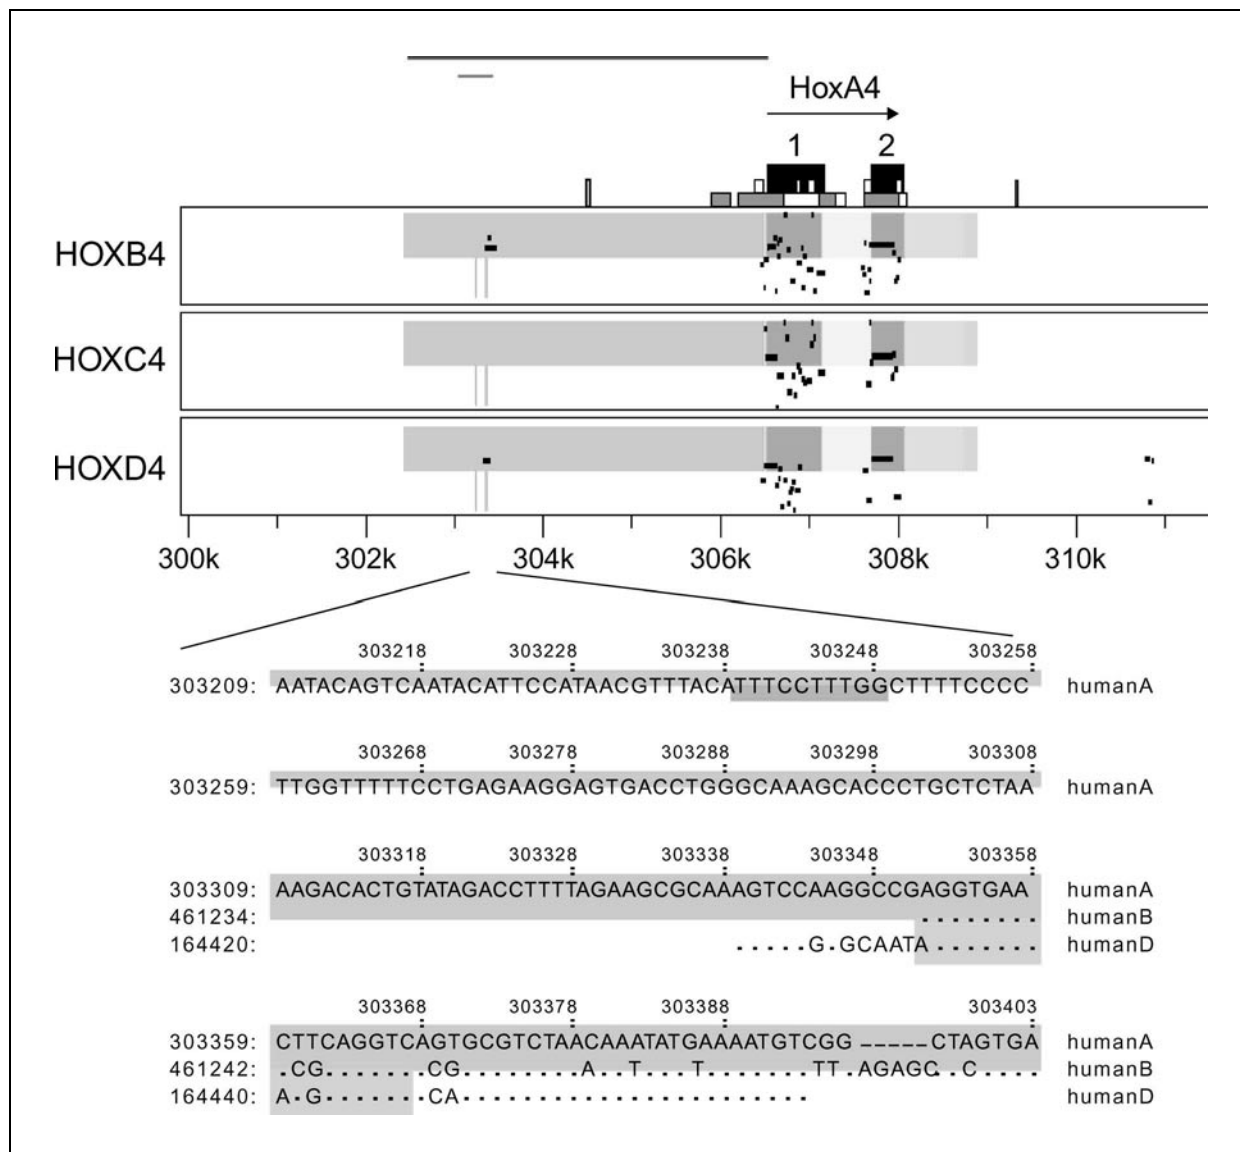 HoxA4
1 2
HOXB4
HOXC4
HOXD4
300k 302k 304k 306k 308k 310k
303218 303228 303238 303248 303258
303209: AATACAGTCAATACATTCCATAACGTTTACATTTCCTTTGGCTTTTCCCC humanA
303268 303278 303288 303298 303308
303259: TTGGTTTTTCCTGAGAAGGAGTGACCTGGGCAAAGCACCCTGCTCTAA humanA
303318 303328 303338 303348 303358
303309: AAGACACTGTATAGACCTTTTAGAAGCGCAAAGTCCAAGGCCGAGGTGAA humanA
461234: ........ humanB
164420: .....G.GCAATA....... humanD
303368 303378 303388 303403
303359: CTTCAGGTCAGTGCGTCTAACAAATATGAAAATGTCGG -----CTAGTGA humanA
461242: .CG.......CG........A..T...T.......TT.AGAGC..C.... humanB
164440: A.G.......CA....................... humanD